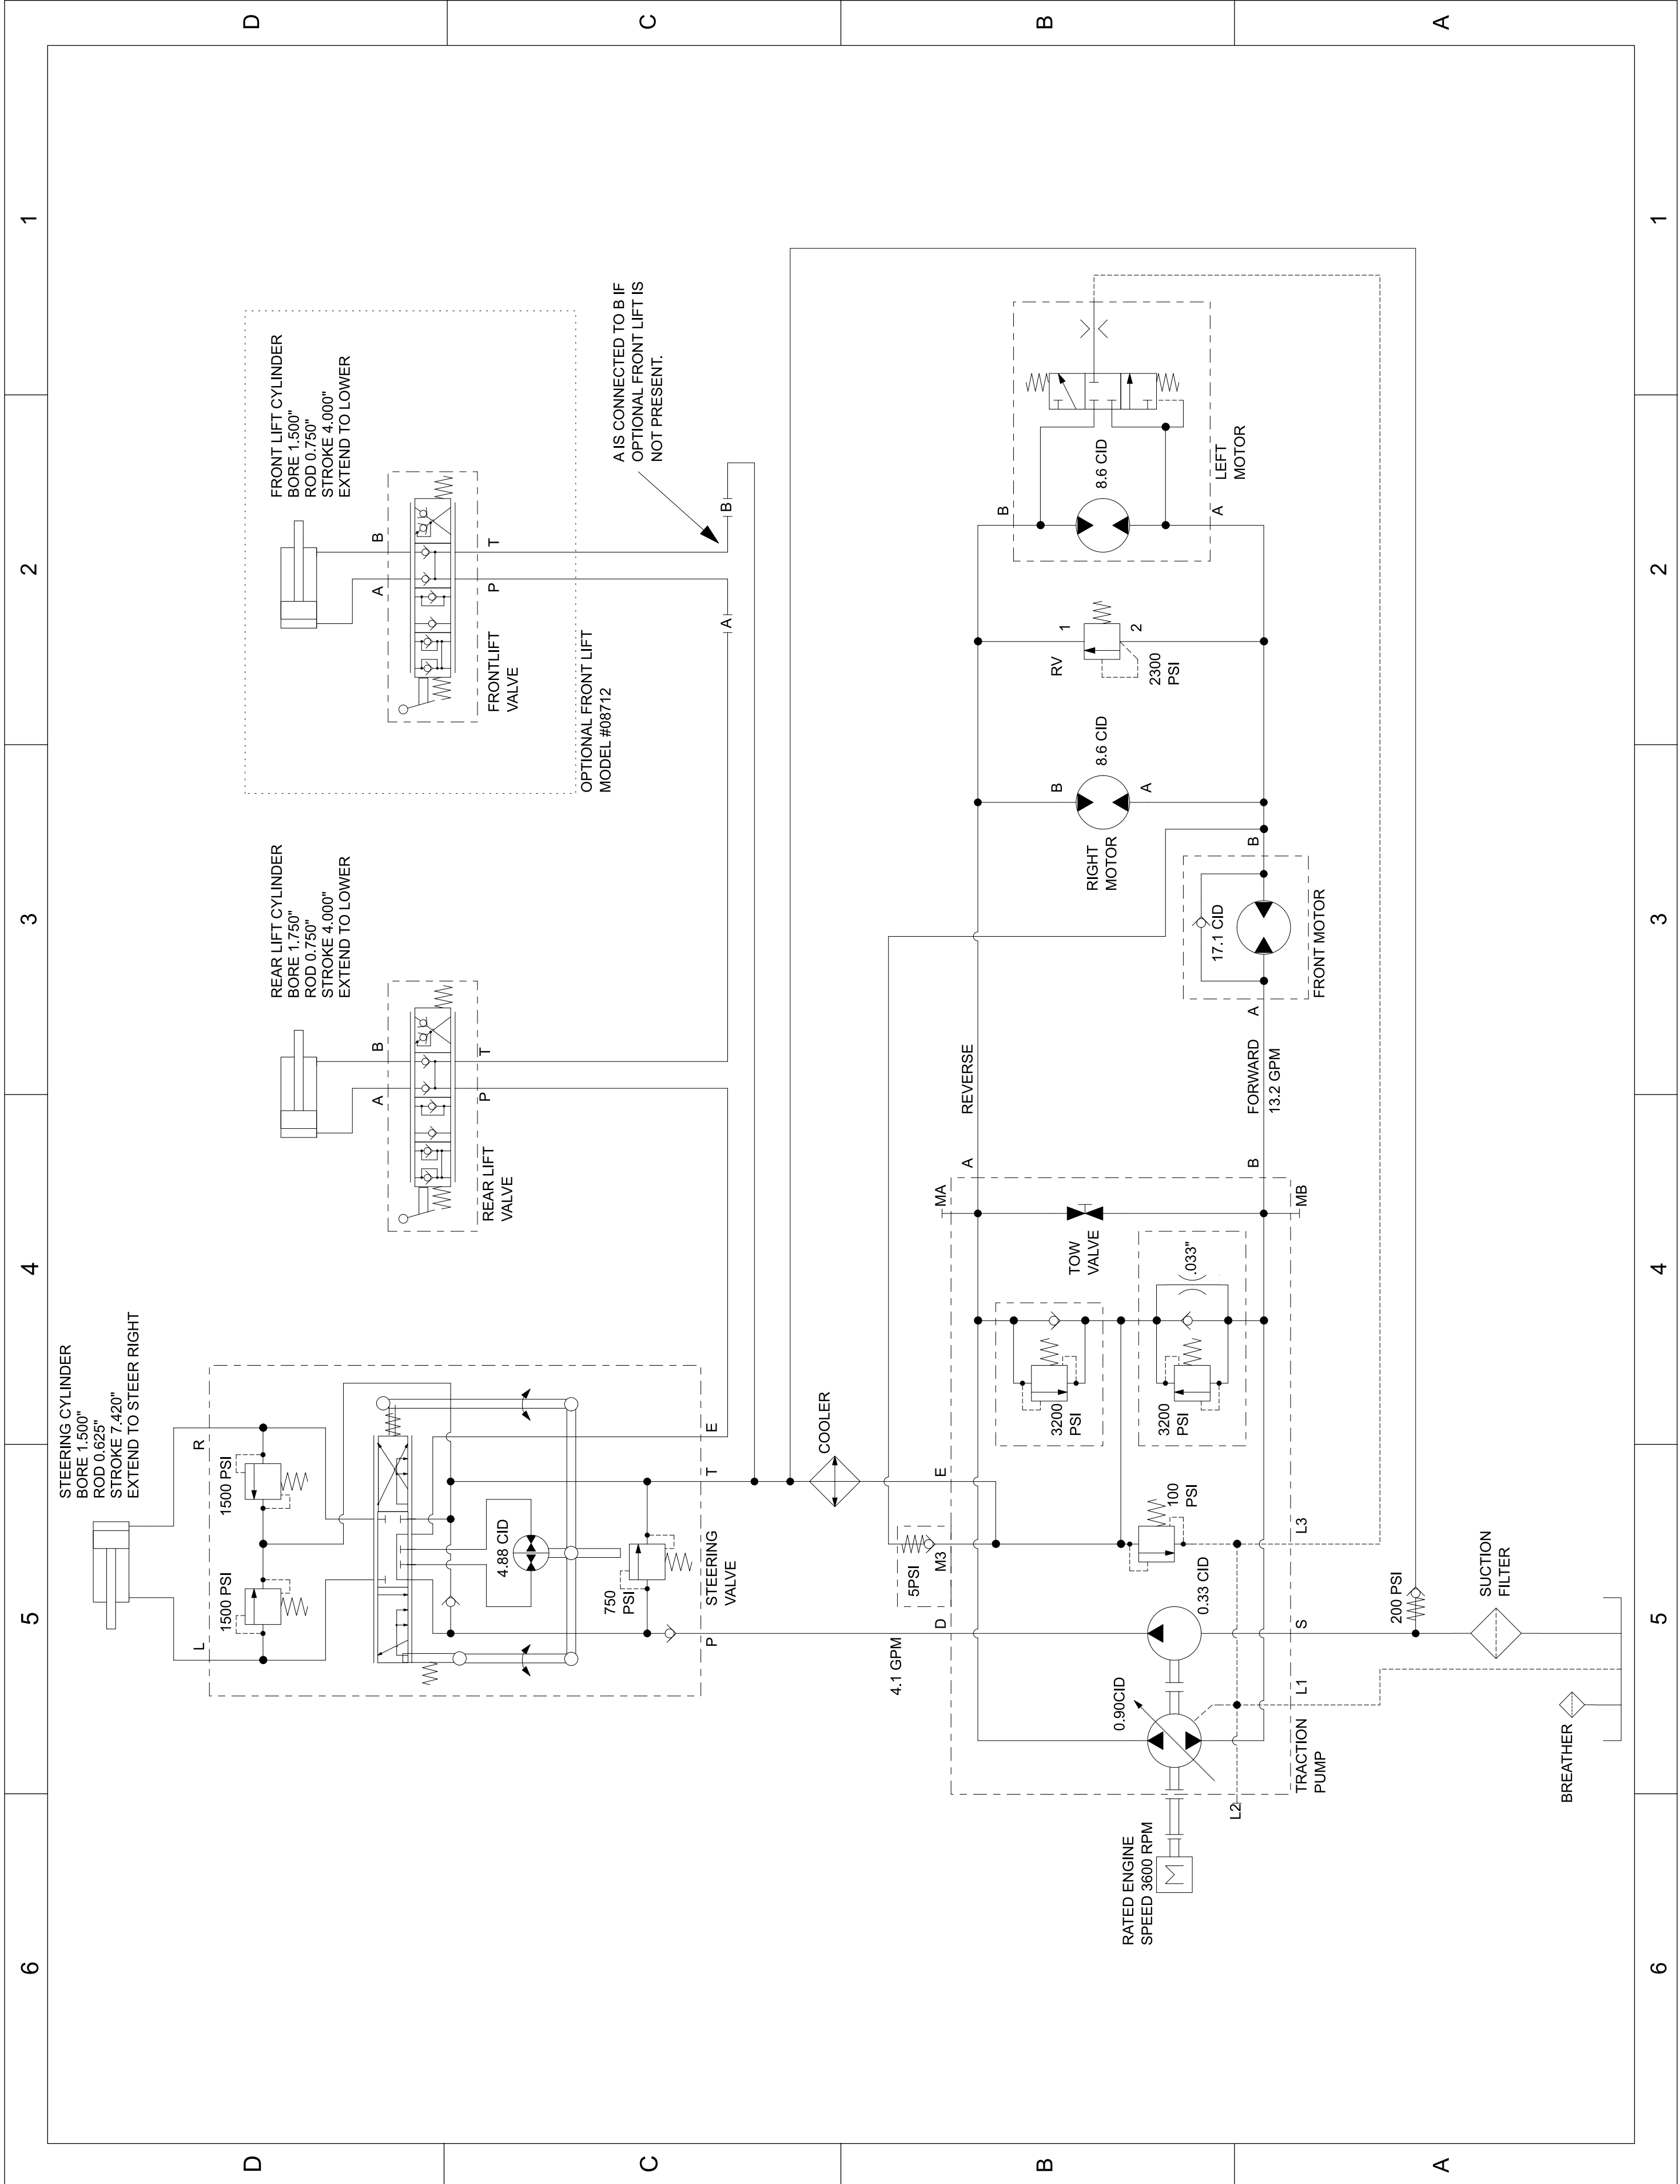 6
5
4
3
2
1
D
C
B
A
STEERING CYLINDER
BORE 1.500"
ROD 0.625"
STROKE 7.420"
EXTEND TO STEER RIGHT
L
R
1500 PSI
1500 PSI
4.88 CID
750
PSI
STEERING
VALVE
P
T
E
REAR LIFT CYLINDER
BORE 1.750"
ROD 0.750"
STROKE 4.000"
EXTEND TO LOWER
A
B
REAR LIFT
VALVE
P
T
FRONT LIFT CYLINDER
BORE 1.500"
ROD 0.750"
STROKE 4.000"
EXTEND TO LOWER
A
B
FRONTLIFT
VALVE
P
T
OPTIONAL FRONT LIFT
MODEL #08712
A IS CONNECTED TO B IF
OPTIONAL FRONT LIFT IS
NOT PRESENT.
A
B
COOLER
4.1 GPM
5PSI
M3
D
E
MA
A
REVERSE
RATED ENGINE
SPEED 3600 RPM
M
0.90CID
0.33 CID
100
PSI
3200
PSI
3200
PSI
.033"
TOW
VALVE
L2
TRACTION
PUMP
L1
S
L3
MB
B
FORWARD
13.2 GPM
A
17.1 CID
B
FRONT MOTOR
RIGHT
MOTOR
B
A
8.6 CID
RV
1
2
2300
PSI
B
A
8.6 CID
LEFT
MOTOR
200 PSI
SUCTION
FILTER
BREATHER
6
5
4
3
2
1
D
C
B
A